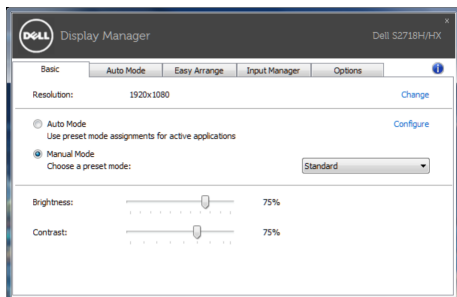 DELL Display Manager
Dell S2718H/HX
Basic Auto Mode Easy Arrange Input Manager Options
Resolution: 1920x1080 Change
Auto Mode Configure
Use preset mode assignments for active applications
Manual Mode
Choose a preset mode: Standard
Brightness: 75%
Contrast: 75%